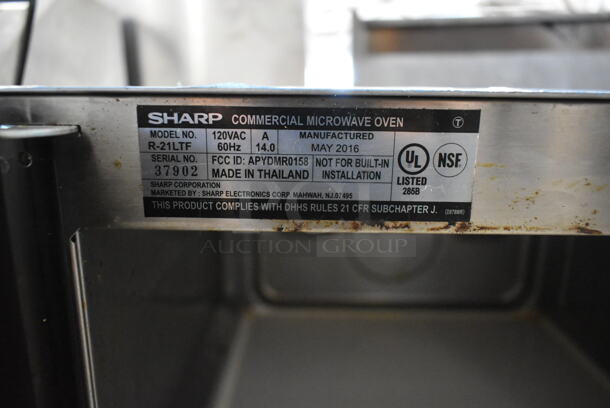 SHARP COMMERCIAL MICROWAVE OVEN T
MODEL NO. R-21LTF
120VAC 60Hz
A 14.0
MANUFACTURED MAY 2016
SERIAL NO. 37902
FCC ID: APYDMR0158
MADE IN THAILAND
NOT FOR BUILT-IN INSTALLATION
UL LISTED 285B
NSF
SHARP CORPORATION
MARKETED BY : SHARP ELECTRONICS CORP. MAHWAH, NJ.07495
THIS PRODUCT COMPLIES WITH DHHS RULES 21 CFR SUBCHAPTER J.
AUCTION GROUP